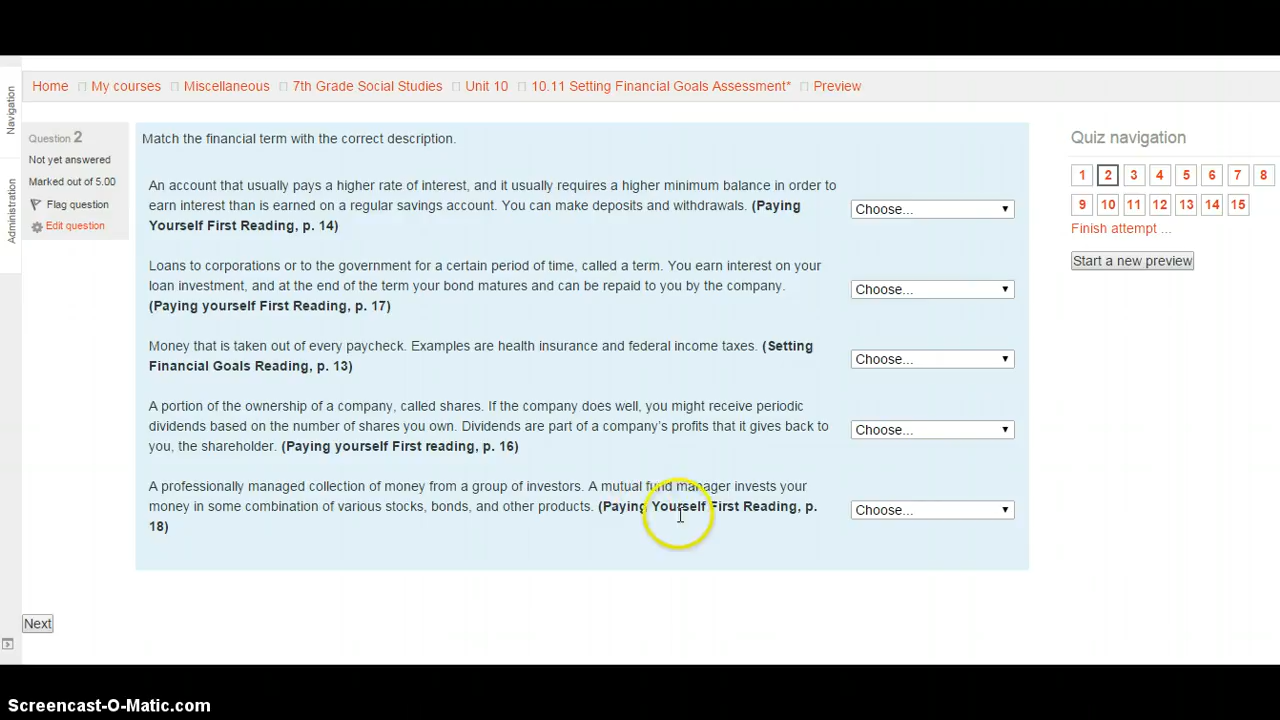 Home My courses Miscellaneous 7th Grade Social Studies Unit 10 10.11 Setting Financial Goals Assessment* Preview
Navigation
Administration
Question 2
Not yet answered
Marked out of 5.00
Flag question
Edit question
Match the financial term with the correct description.
An account that usually pays a higher rate of interest, and it usually requires a higher minimum balance in order to
earn interest than is earned on a regular savings account. You can make deposits and withdrawals. (Paying
Yourself First Reading, p. 14)
Choose...
Loans to corporations or to the government for a certain period of time, called a term. You earn interest on your
loan investment, and at the end of the term your bond matures and can be repaid to you by the company.
(Paying yourself First Reading, p. 17)
Choose...
Money that is taken out of every paycheck. Examples are health insurance and federal income taxes. (Setting
Financial Goals Reading, p. 13)
Choose...
A portion of the ownership of a company, called shares. If the company does well, you might receive periodic
dividends based on the number of shares you own. Dividends are part of a company's profits that it gives back to
you, the shareholder. (Paying yourself First reading, p. 16)
Choose...
A professionally managed collection of money from a group of investors. A mutual fund manager invests your
money in some combination of various stocks, bonds, and other products. (Paying Yourself First Reading, p.
18)
Choose...
Next
Quiz navigation
1 2 3 4 5 6 7 8
9 10 11 12 13 14 15
Finish attempt ...
Start a new preview
Screencast-O-Matic.com